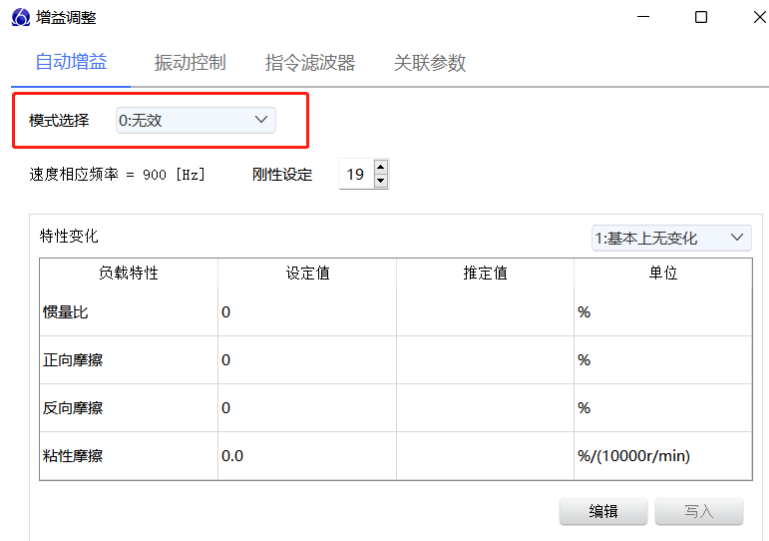 增益调整
自动增益 振动控制 指令滤波器 关联参数
模式选择 0:无效
速度相应频率 = 900 [Hz] 刚性设定 19
特性变化 1:基本上无变化
负载特性 设定值 推定值 单位
惯量比 0 %
正向摩擦 0 %
反向摩擦 0 %
粘性摩擦 0.0 %/(10000r/min)
编辑 写入